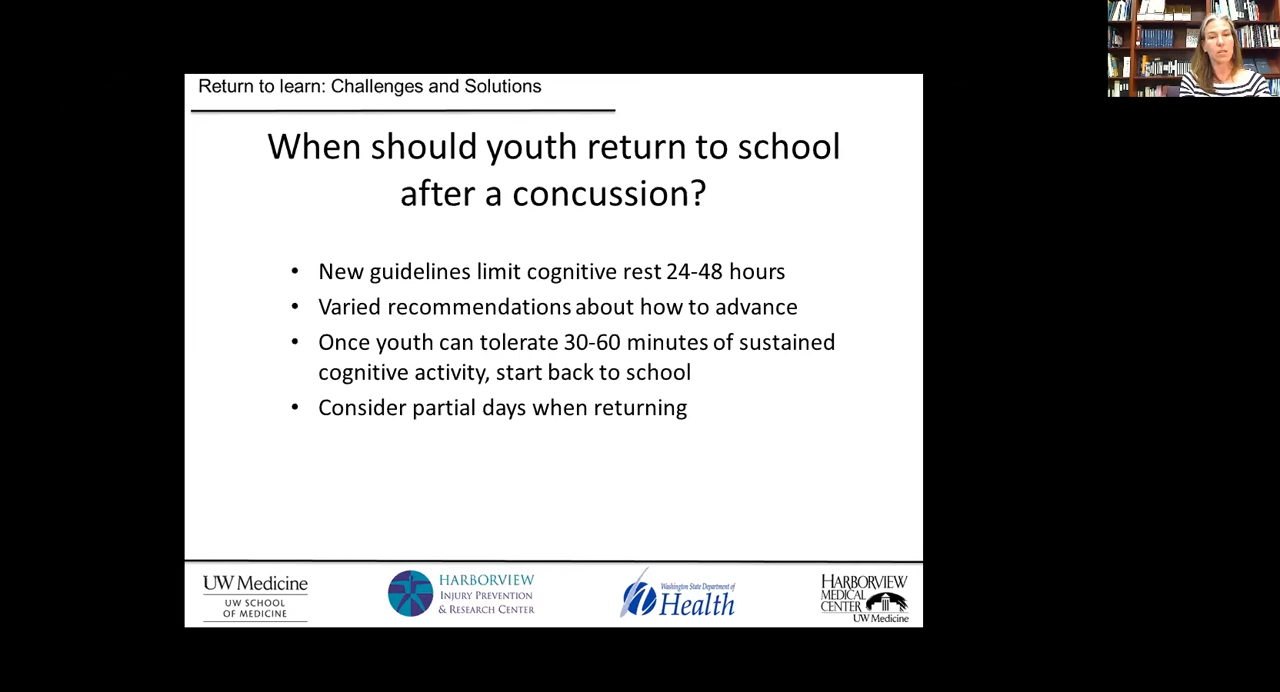 Return to learn: Challenges and Solutions
When should youth return to school
after a concussion?
• New guidelines limit cognitive rest 24-48 hours
• Varied recommendations about how to advance
• Once youth can tolerate 30-60 minutes of sustained
cognitive activity, start back to school
• Consider partial days when returning
UW Medicine
UW SCHOOL
OF MEDICINE
HARBORVIEW
INJURY PREVENTION
& RESEARCH CENTER
Washington State Department of
Health
HARBORVIEW
MEDICAL
CENTER
UW Medicine